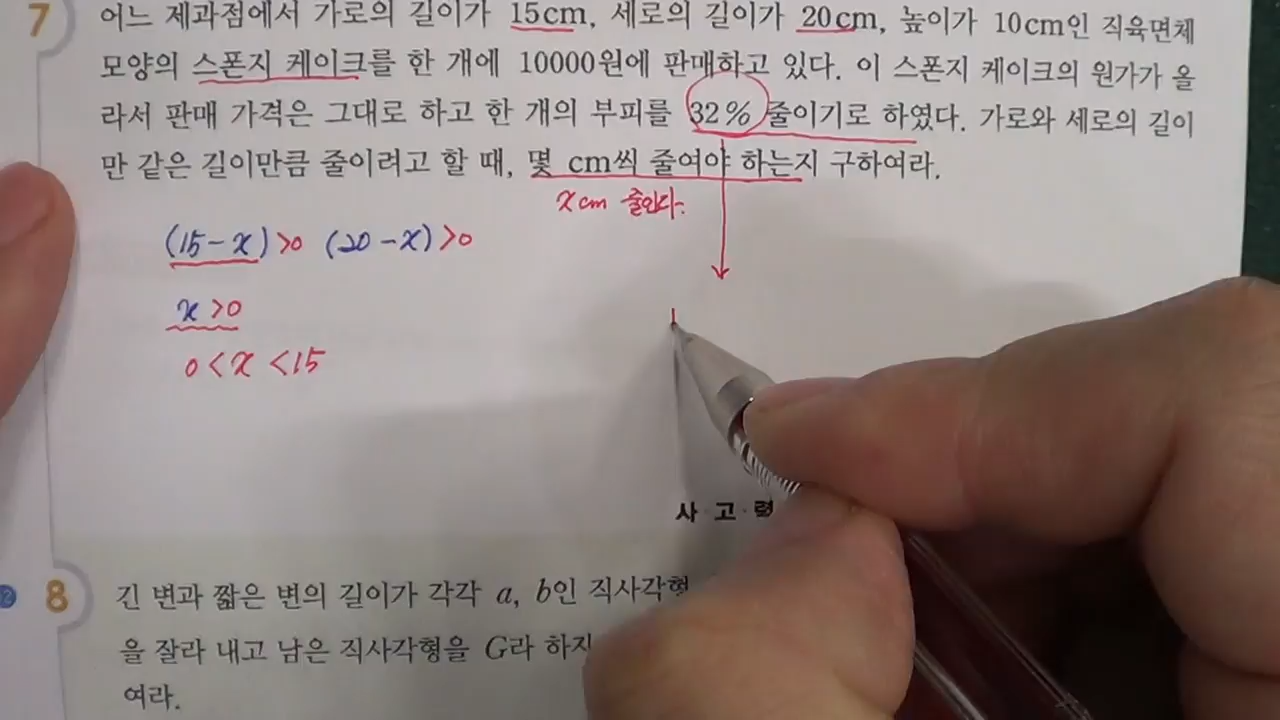 7
어느 제과점에서 가로의 길이가 15cm, 세로의 길이가 20cm, 높이가 10cm인 직육면체
모양의 스폰지 케이크를 한 개에 10000원에 판매하고 있다. 이 스폰지 케이크의 원가가 올
라서 판매 가격은 그대로 하고 한 개의 부피를 32% 줄이기로 하였다. 가로와 세로의 길이
만 같은 길이만큼 줄이려고 할 때, 몇 cm씩 줄여야 하는지 구하여라.
x cm 줄인다.
(15-x)>0 (20-x)>0
x>0
0<x<15
사 고 력
8
긴 변과 짧은 변의 길이가 각각 a, b인 직사각형
을 잘라 내고 남은 직사각형을 G라 하자
여라.